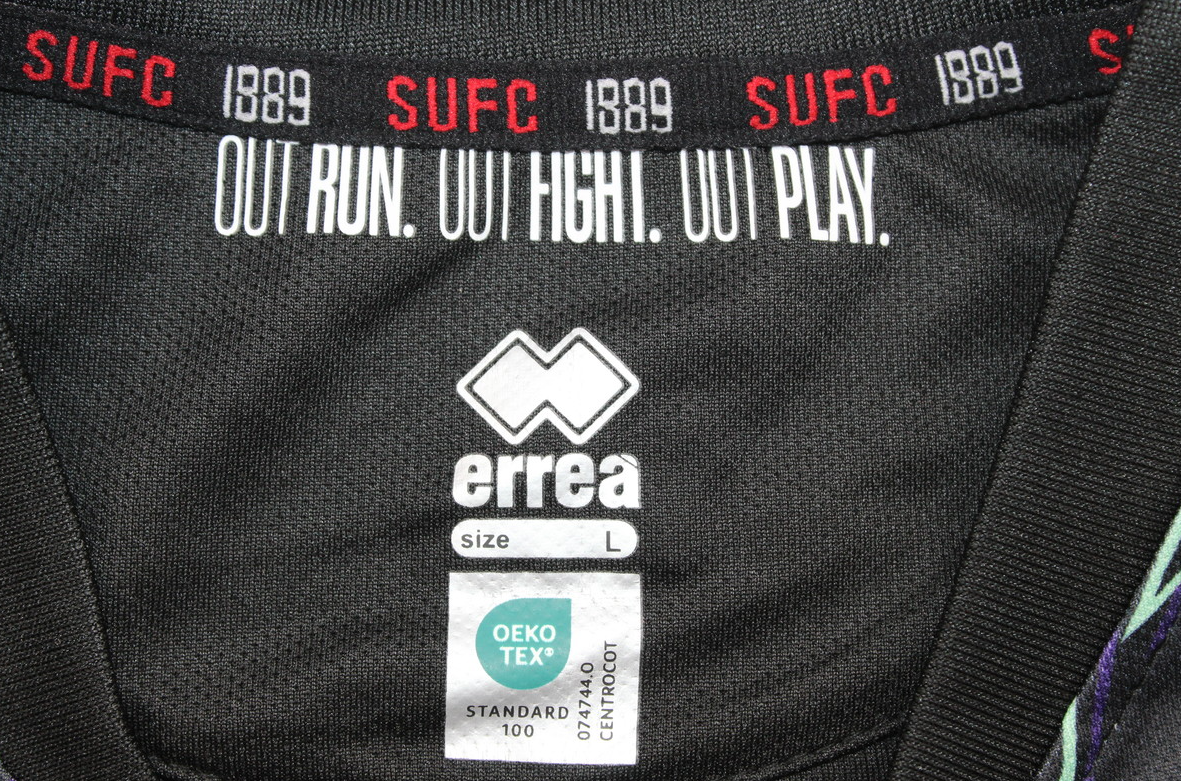 SUFC 1889 SUFC 1889 SUFC 1889 S
OUT RUN. OUT FIGHT. OUT PLAY.
errea
size L
OEKO
TEX®
STANDARD
100
074744.O
CENTROCOT